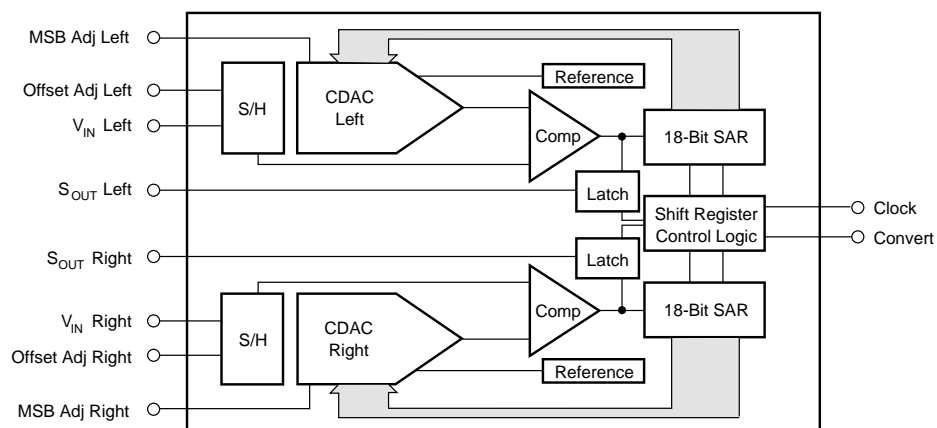 MSB Adj Left
Offset Adj Left
V_IN Left
S_OUT Left
S_OUT Right
V_IN Right
Offset Adj Right
MSB Adj Right
S/H
CDAC
Left
Reference
Comp
18-Bit SAR
Latch
Shift Register
Control Logic
Clock
Convert
Latch
S/H
CDAC
Right
Comp
18-Bit SAR
Reference